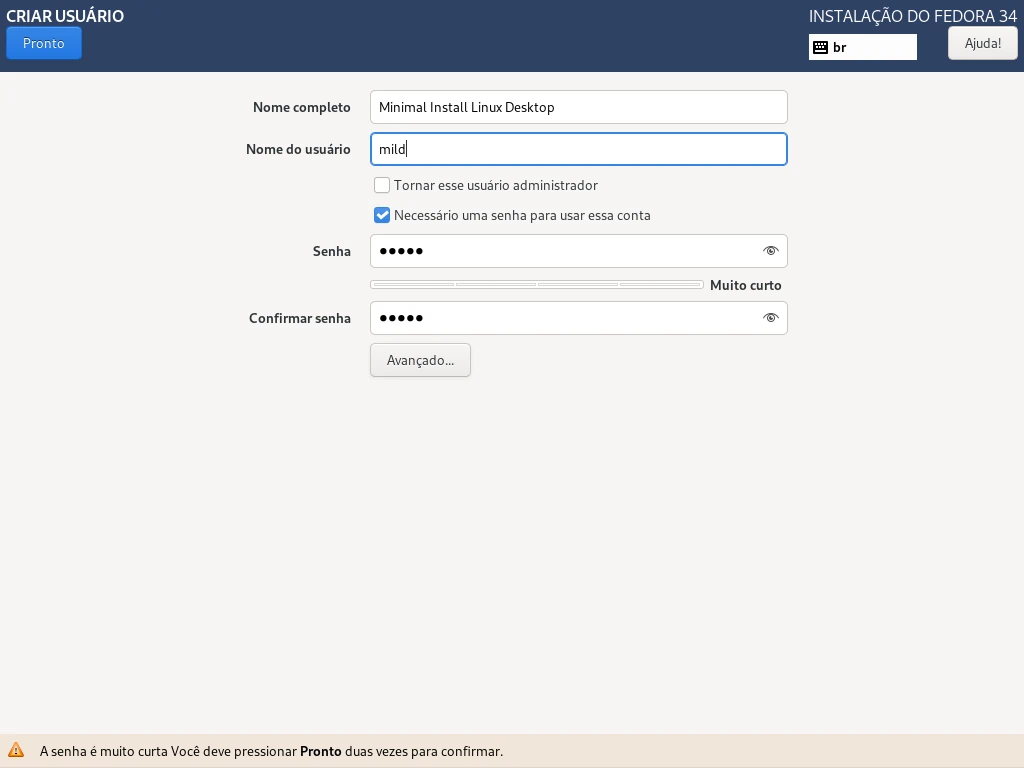 CRIAR USUÁRIO
INSTALAÇÃO DO FEDORA 34
Pronto
br
Ajuda!
Nome completo
Minimal Install Linux Desktop
Nome do usuário
mild
Tornar esse usuário administrador
Necessário uma senha para usar essa conta
Senha
●●●●●
Muito curto
Confirmar senha
●●●●●
Avançado...
A senha é muito curta Você deve pressionar Pronto duas vezes para confirmar.